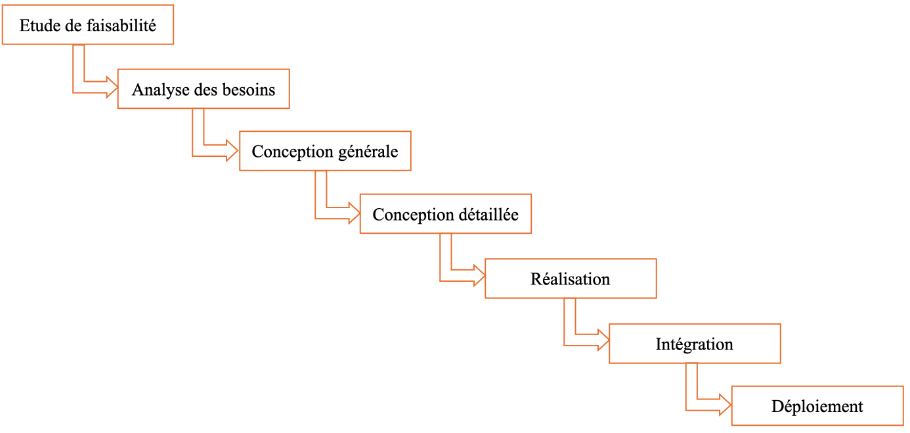 Etude de faisabilité
Analyse des besoins
Conception générale
Conception détaillée
Réalisation
Intégration
Déploiement